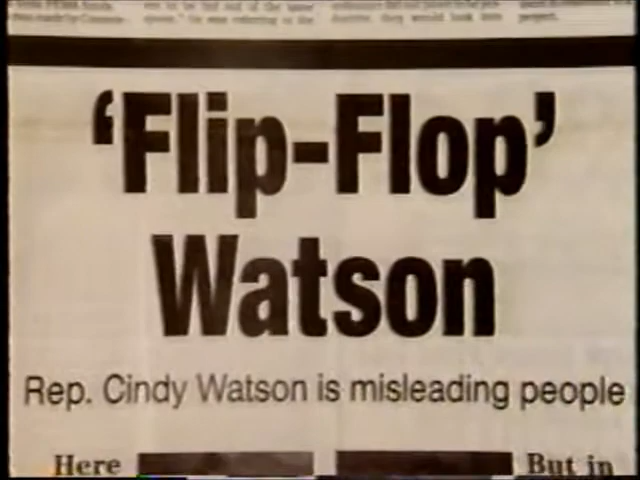 ‘Flip-Flop’
Watson
Rep. Cindy Watson is misleading people
Here
But in